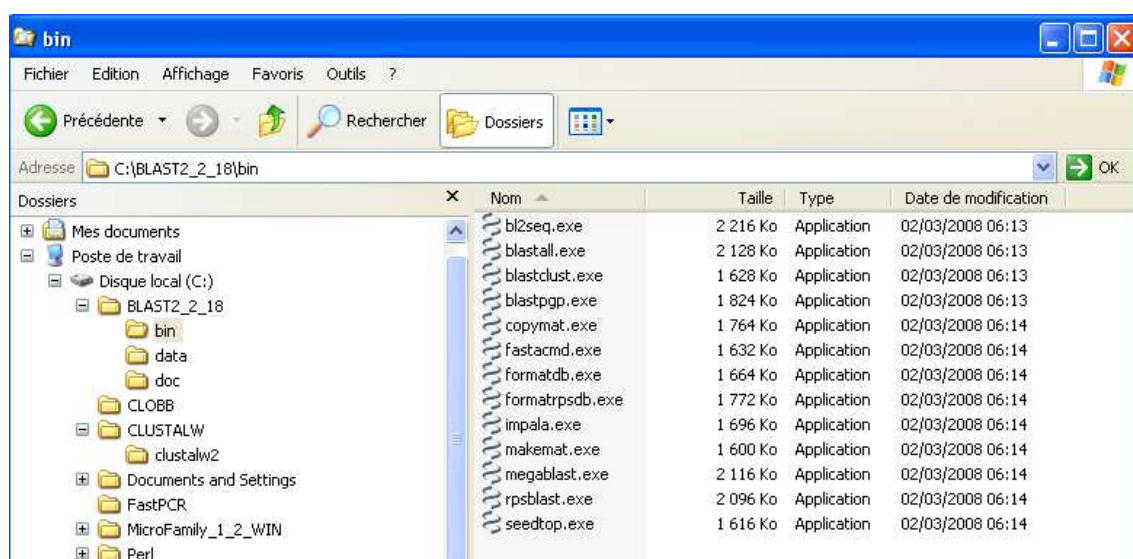 bin
Fichier Edition Affichage Favoris Outils ?
Précédente Rechercher Dossiers
Adresse C:\BLAST2_2_18\bin OK
Dossiers
Mes documents
Poste de travail
Disque local (C:)
BLAST2_2_18
bin
data
doc
CLOBB
CLUSTALW
clustalw2
Documents and Settings
FastPCR
MicroFamily_1_2_WIN
Perl
Nom Taille Type Date de modification
bl2seq.exe 2 216 Ko Application 02/03/2008 06:13
blastall.exe 2 128 Ko Application 02/03/2008 06:13
blastclust.exe 1 628 Ko Application 02/03/2008 06:13
blastpgp.exe 1 824 Ko Application 02/03/2008 06:13
copymat.exe 1 764 Ko Application 02/03/2008 06:14
fastacmd.exe 1 632 Ko Application 02/03/2008 06:14
formatdb.exe 1 664 Ko Application 02/03/2008 06:14
formatrpsdb.exe 1 772 Ko Application 02/03/2008 06:14
impala.exe 1 696 Ko Application 02/03/2008 06:14
makemat.exe 1 600 Ko Application 02/03/2008 06:14
megablast.exe 2 116 Ko Application 02/03/2008 06:14
rpsblast.exe 2 096 Ko Application 02/03/2008 06:14
seedtop.exe 1 616 Ko Application 02/03/2008 06:14